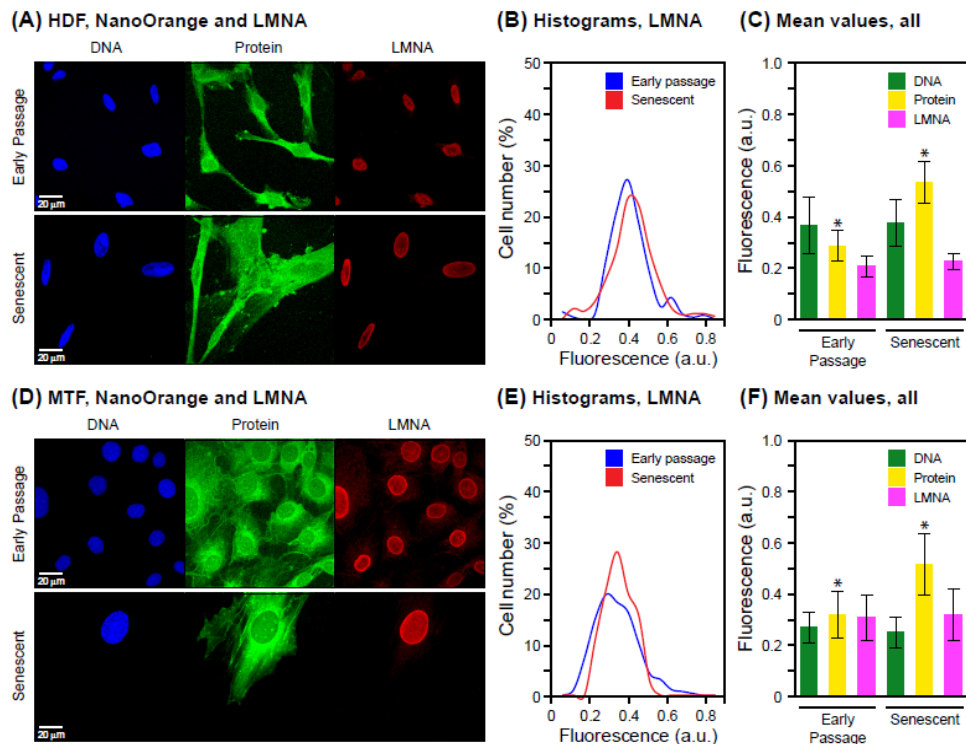 (A) HDF, NanoOrange and LMNA
DNA Protein LMNA
Early Passage
20 µm
Senescent
20 µm
(B) Histograms, LMNA
Cell number (%)
50
40
30
20
10
0
Early passage
Senescent
0 0.2 0.4 0.6 0.8
Fluorescence (a.u.)
(C) Mean values, all
Fluorescence (a.u.)
1.0
0.8
0.6
0.4
0.2
0
DNA
Protein
LMNA
* *
Early
Passage
Senescent
(D) MTF, NanoOrange and LMNA
DNA Protein LMNA
Early Passage
20 µm
Senescent
20 µm
(E) Histograms, LMNA
Cell number (%)
50
40
30
20
10
0
Early passage
Senescent
0 0.2 0.4 0.6 0.8
Fluorescence (a.u.)
(F) Mean values, all
Fluorescence (a.u.)
1.0
0.8
0.6
0.4
0.2
0
DNA
Protein
LMNA
* *
Early
Passage
Senescent